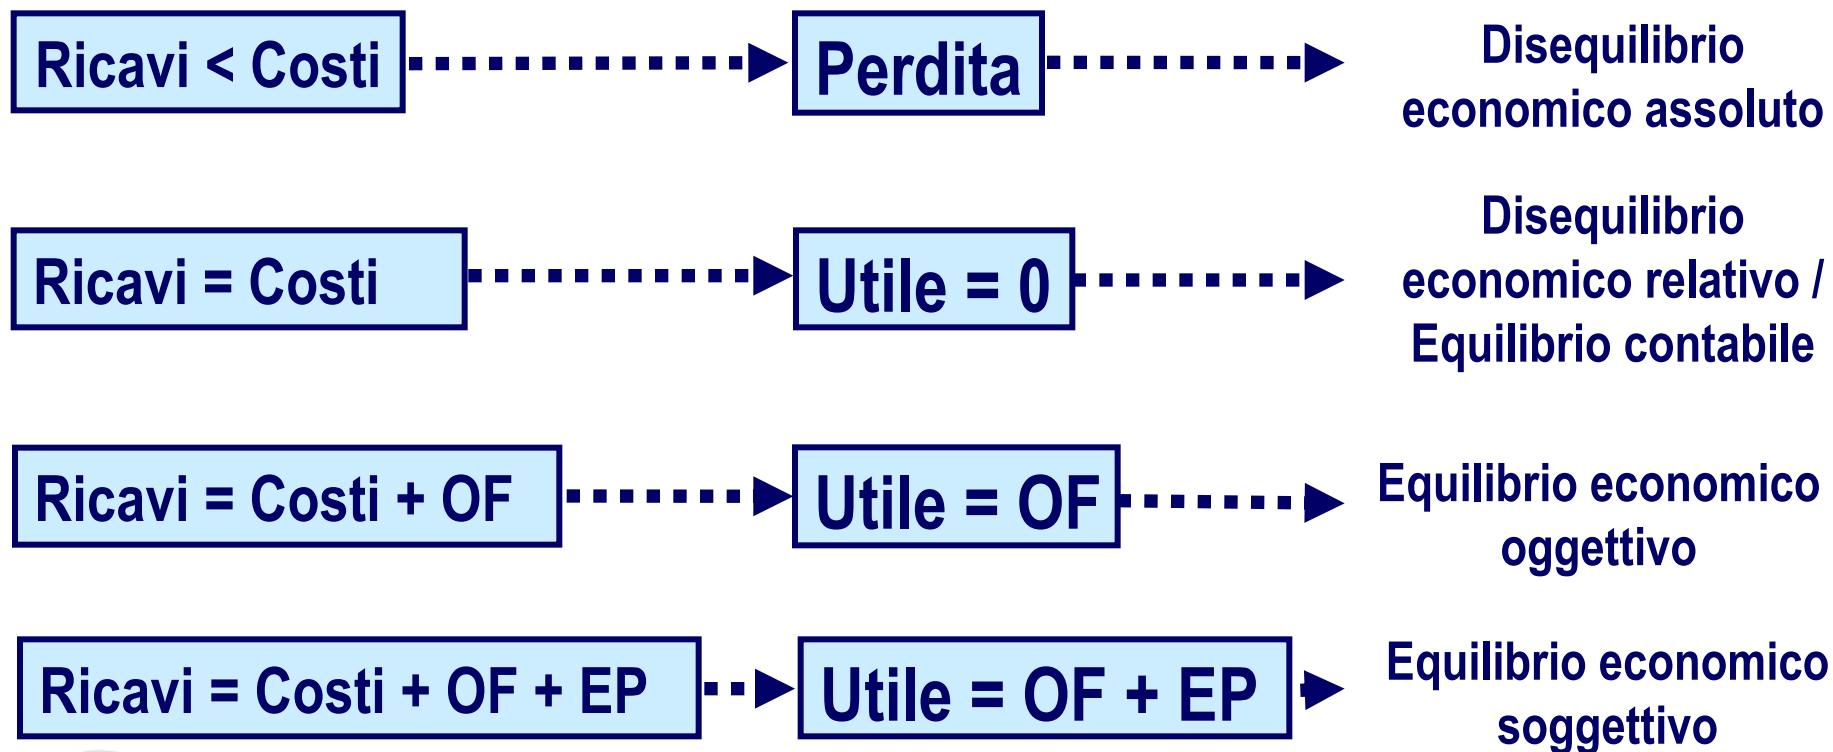 Ricavi < Costi
Perdita
Disequilibrio
economico assoluto
Ricavi = Costi
Utile = 0
Disequilibrio
economico relativo /
Equilibrio contabile
Ricavi = Costi + OF
Utile = OF
Equilibrio economico
oggettivo
Ricavi = Costi + OF + EP
Utile = OF + EP
Equilibrio economico
soggettivo